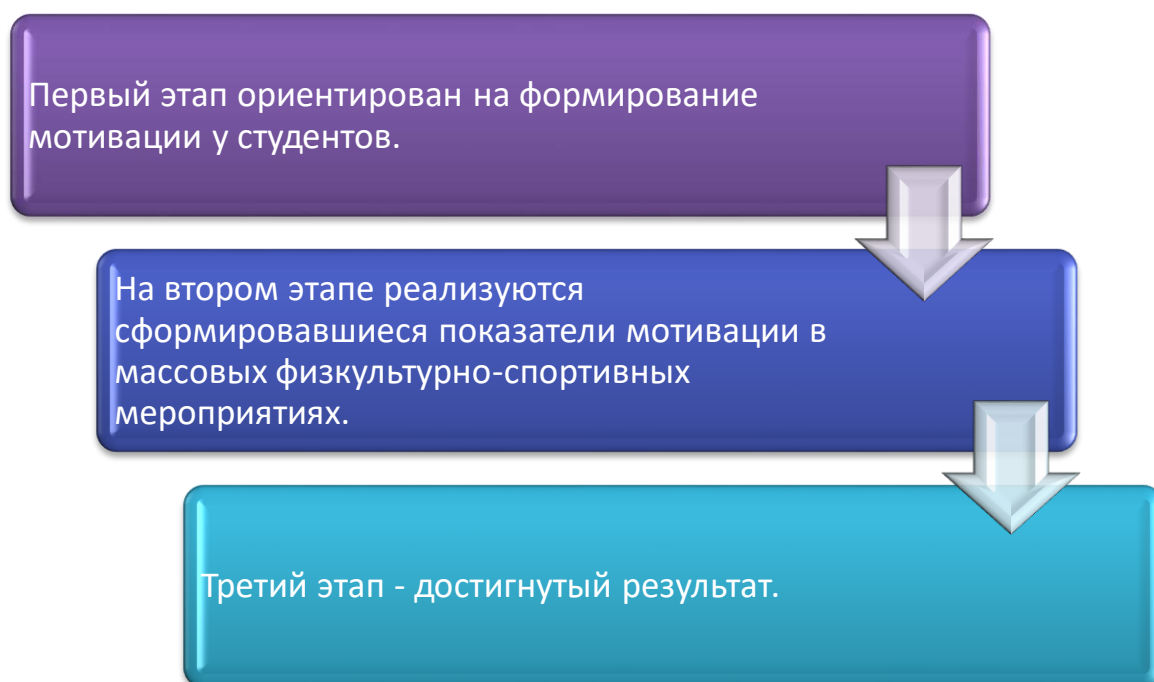 Первый этап ориентирован на формирование
мотивации у студентов.
На втором этапе реализуются
сформировавшиеся показатели мотивации в
массовых физкультурно-спортивных
мероприятиях.
Третий этап - достигнутый результат.